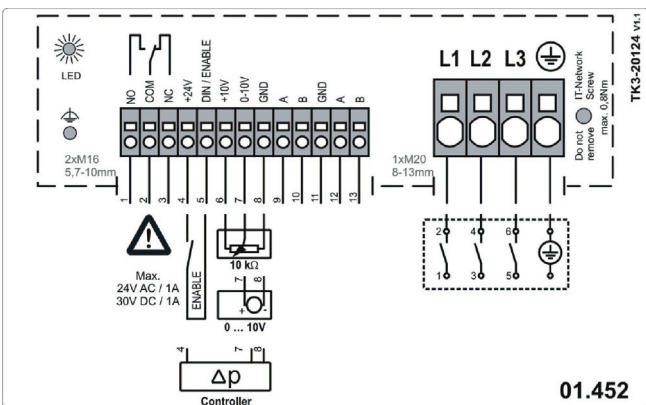 LED
2xM16
5,7-10mm
NO
COM
NC
+24V
DIN / ENABLE
+10V
0-10V
GND
A
B
GND
A
B
1
2
3
4
5
6
7
8
9
10
11
12
13
1xM20
8-13mm
L1 L2 L3
Do not remove
IT-Network Screw
max. 0,8Nm
TK3-20124 V1.1
Max.
24V AC / 1A
30V DC / 1A
ENABLE
10 kΩ
7 8
+ -
0 ... 10V
4 7 8
Δp
Controller
2 4 6
1 3 5
01.452